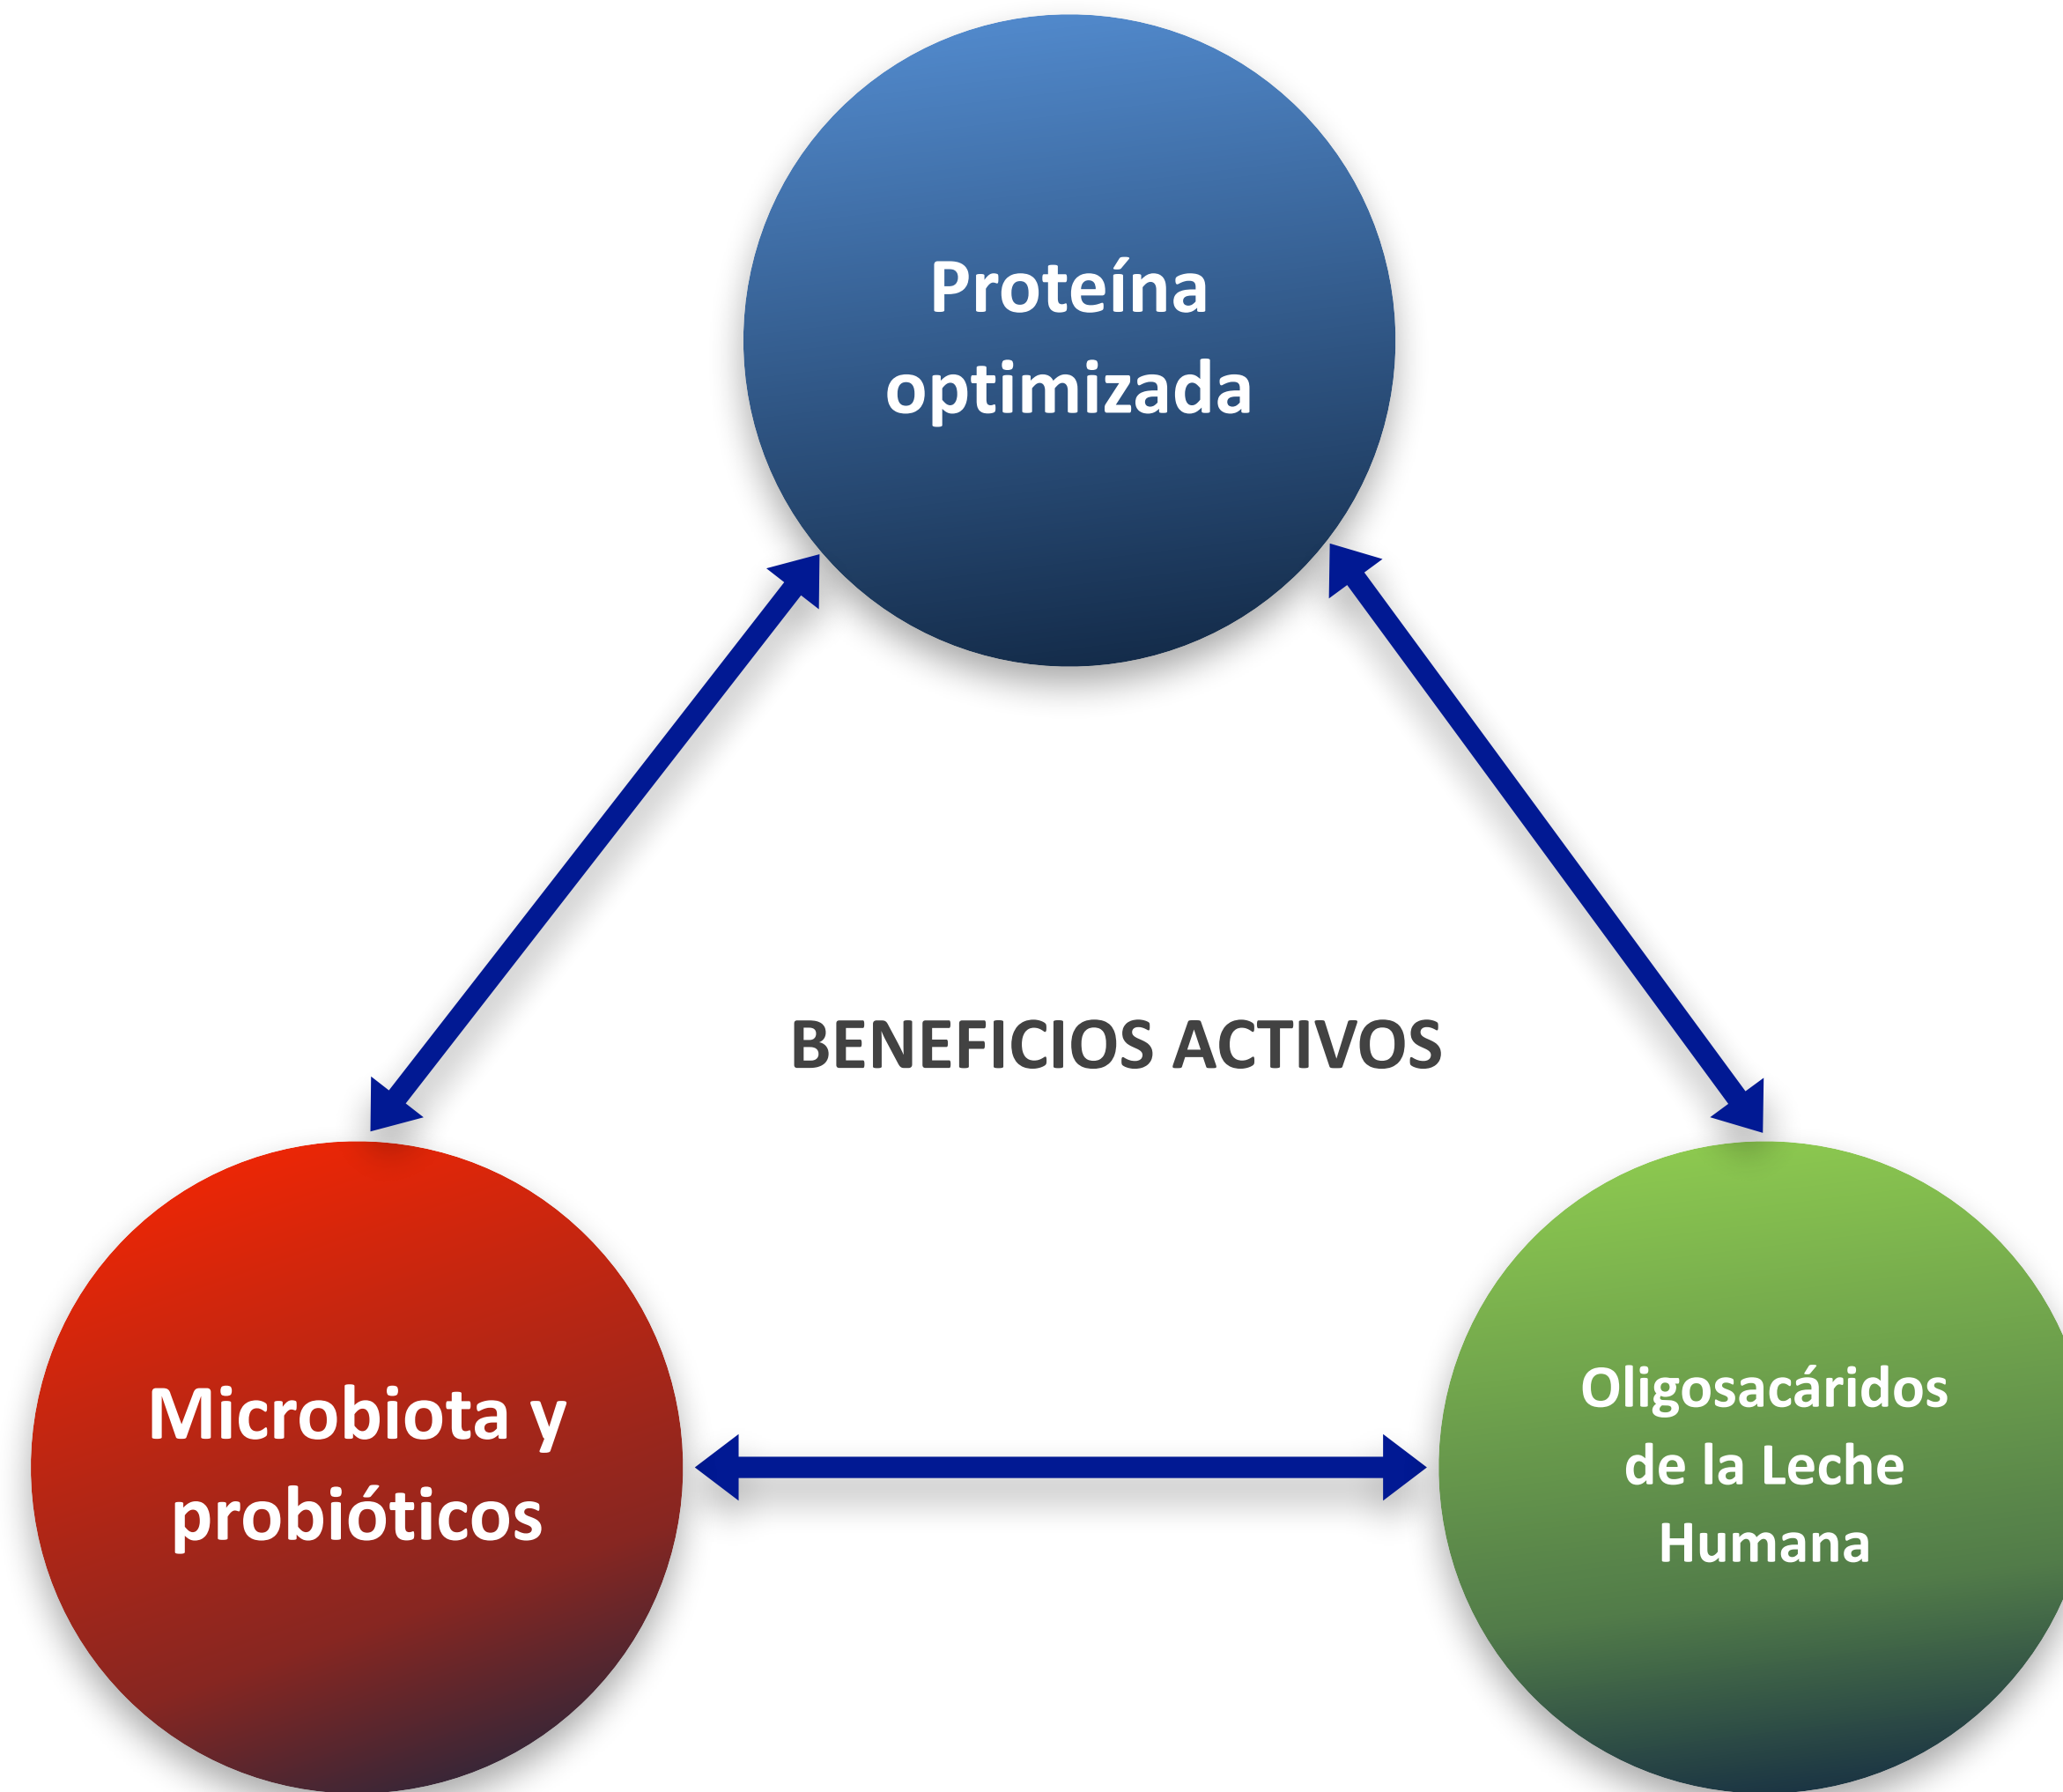 Proteína
optimizada
BENEFICIOS ACTIVOS
Microbiota y
probióticos
Oligosacáridos
de la Leche
Humana